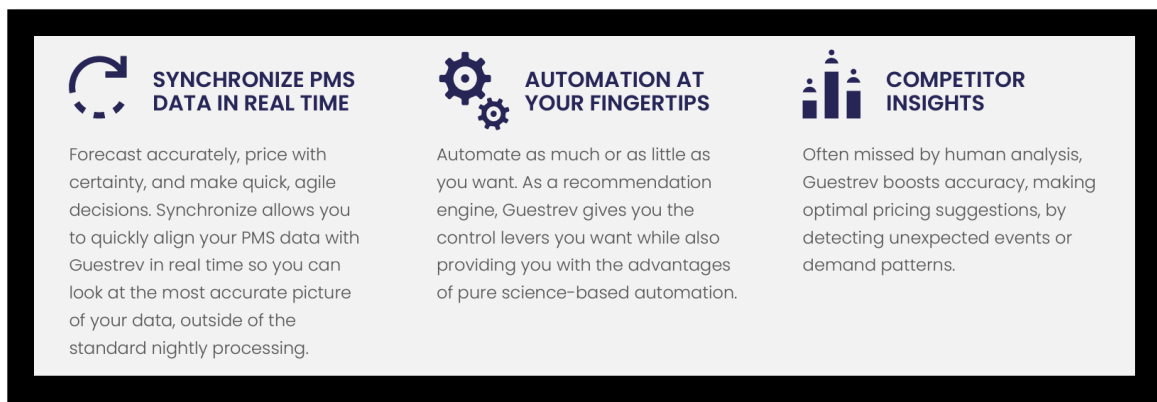 SYNCHRONIZE PMS
DATA IN REAL TIME
Forecast accurately, price with
certainty, and make quick, agile
decisions. Synchronize allows you
to quickly align your PMS data with
Guestrev in real time so you can
look at the most accurate picture
of your data, outside of the
standard nightly processing.
AUTOMATION AT
YOUR FINGERTIPS
Automate as much or as little as
you want. As a recommendation
engine, Guestrev gives you the
control levers you want while also
providing you with the advantages
of pure science-based automation.
COMPETITOR
INSIGHTS
Often missed by human analysis,
Guestrev boosts accuracy, making
optimal pricing suggestions, by
detecting unexpected events or
demand patterns.